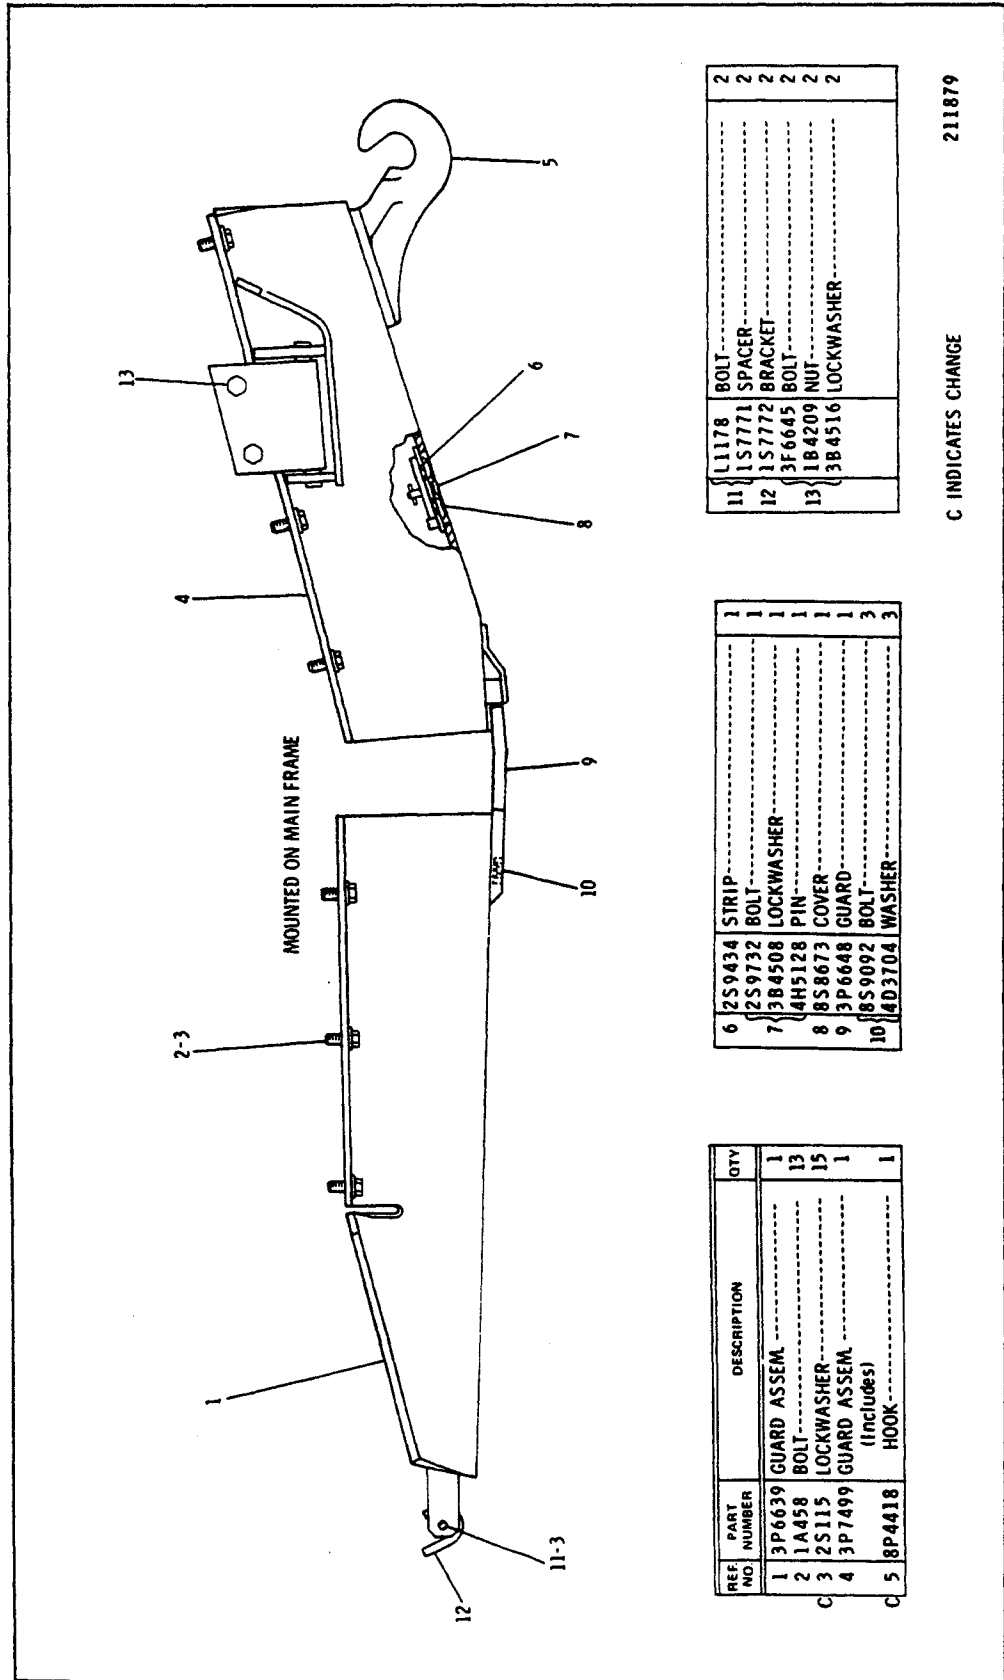 MOUNTED ON MAIN FRAME
1
2-3
4
13
5
6
7
8
9
10
11-3
12
REF. NO. PART NUMBER DESCRIPTION QTY
1 3P6639 GUARD ASSEM. ---------- 1
2 1A458 BOLT---------- 13
C 3 2S115 LOCKWASHER---------- 15
4 3P7499 GUARD ASSEM. ---------- 1
(Includes)
C 5 8P4418 HOOK---------- 1
6 2S9434 STRIP---------- 1
2S9732 BOLT---------- 1
7 3B4508 LOCKWASHER---------- 1
4H5128 PIN---------- 1
8 8S8673 COVER---------- 1
9 3P6648 GUARD---------- 1
10 8S9092 BOLT---------- 3
4D3704 WASHER---------- 3
11 L1178 BOLT---------- 2
1S7771 SPACER---------- 2
12 1S7772 BRACKET---------- 2
3F6645 BOLT---------- 2
13 1B4209 NUT---------- 2
3B4516 LOCKWASHER---------- 2
C INDICATES CHANGE 211879